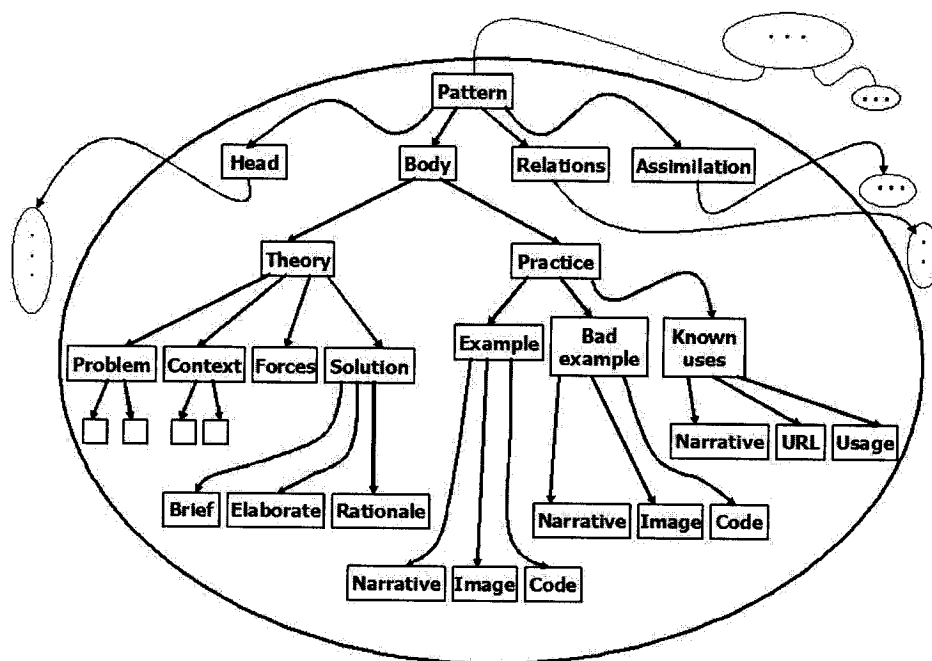 ...
Pattern
...
Head
Body
Relations
Assimilation
...
...
...
Theory
Practice
Problem
Context
Forces
Solution
Example
Bad
example
Known
uses
Narrative
URL
Usage
Brief
Elaborate
Rationale
Narrative
Image
Code
Narrative
Image
Code